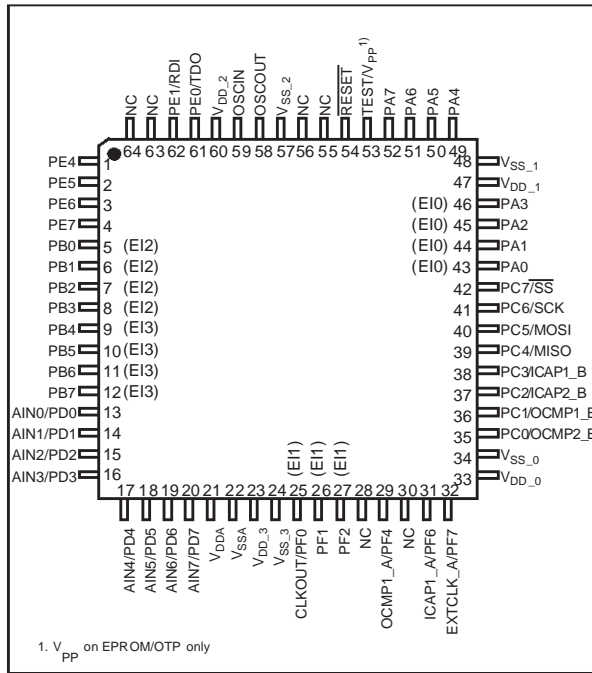 NC
NC
PE1/RDI
PE0/TDO
VDD_2
OSCIN
OSCOUT
VSS_2
NC
NC
RESET
TEST/VPP1)
PA7
PA6
PA5
PA4
64 63 62 61 60 59 58 57 56 55 54 53 52 51 50 49
PE4 1
PE5 2
PE6 3
PE7 4
PB0 5 (EI2)
PB1 6 (EI2)
PB2 7 (EI2)
PB3 8 (EI2)
PB4 9 (EI3)
PB5 10 (EI3)
PB6 11 (EI3)
PB7 12 (EI3)
AIN0/PD0 13
AIN1/PD1 14
AIN2/PD2 15
AIN3/PD3 16
48 VSS_1
47 VDD_1
(EI0) 46 PA3
(EI0) 45 PA2
(EI0) 44 PA1
(EI0) 43 PA0
42 PC7/SS
41 PC6/SCK
40 PC5/MOSI
39 PC4/MISO
38 PC3/ICAP1_B
37 PC2/ICAP2_B
36 PC1/OCMP1_B
35 PC0/OCMP2_B
34 VSS_0
33 VDD_0
(EI1)
(EI1)
(EI1)
17 18 19 20 21 22 23 24 25 26 27 28 29 30 31 32
AIN4/PD4
AIN5/PD5
AIN6/PD6
AIN7/PD7
VDDA
VSSA
VDD_3
VSS_3
CLKOUT/PF0
PF1
PF2
NC
OCMP1_A/PF4
NC
ICAP1_A/PF6
EXTCLK_A/PF7
1. VPP on EPROM/OTP only